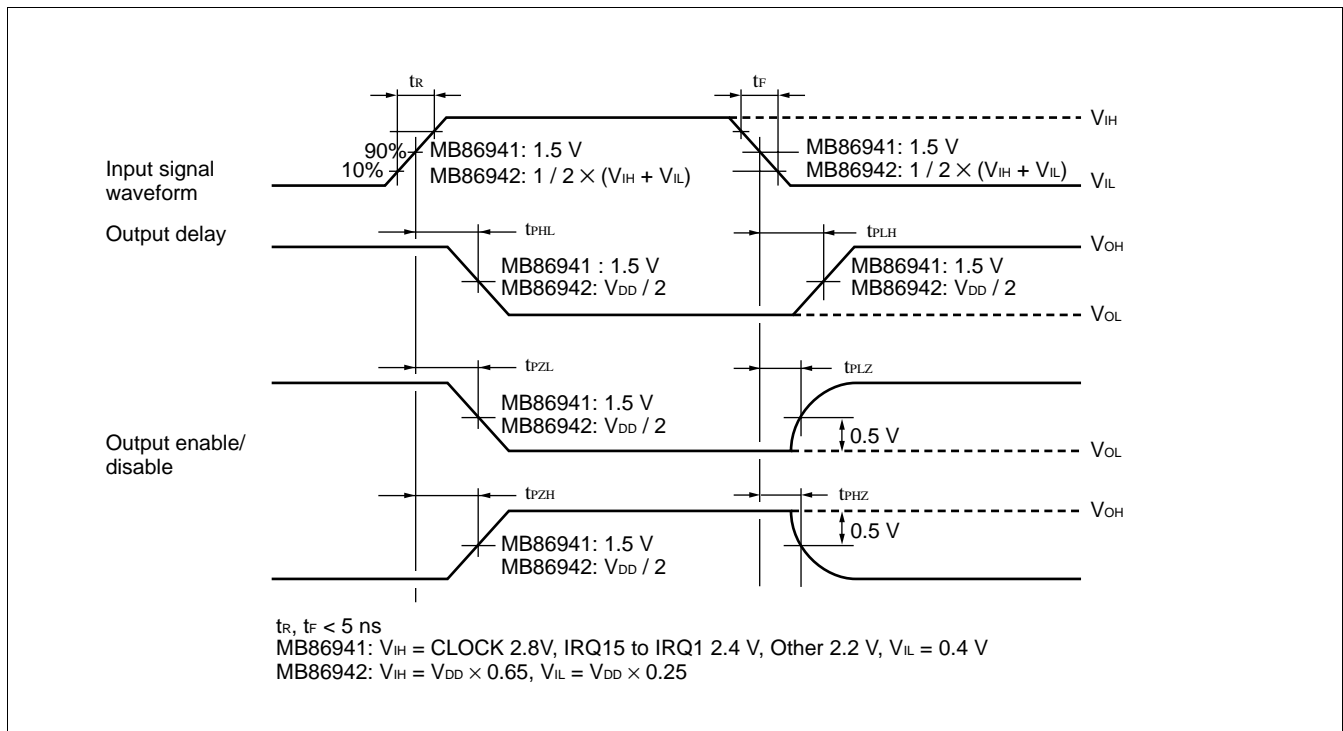 tR
tF
VIH
90%
MB86941: 1.5 V
MB86941: 1.5 V
Input signal
waveform
10%
MB86942: 1 / 2 × (VIH + VIL)
MB86942: 1 / 2 × (VIH + VIL)
VIL
Output delay
tPHL
tPLH
VOH
MB86941 : 1.5 V
MB86942: VDD / 2
MB86941: 1.5 V
MB86942: VDD / 2
VOL
tPZL
tPLZ
MB86941: 1.5 V
MB86942: VDD / 2
0.5 V
Output enable/
disable
VOL
tPZH
tPHZ
VOH
0.5 V
MB86941: 1.5 V
MB86942: VDD / 2
tR, tF < 5 ns
MB86941: VIH = CLOCK 2.8V, IRQ15 to IRQ1 2.4 V, Other 2.2 V, VIL = 0.4 V
MB86942: VIH = VDD × 0.65, VIL = VDD × 0.25